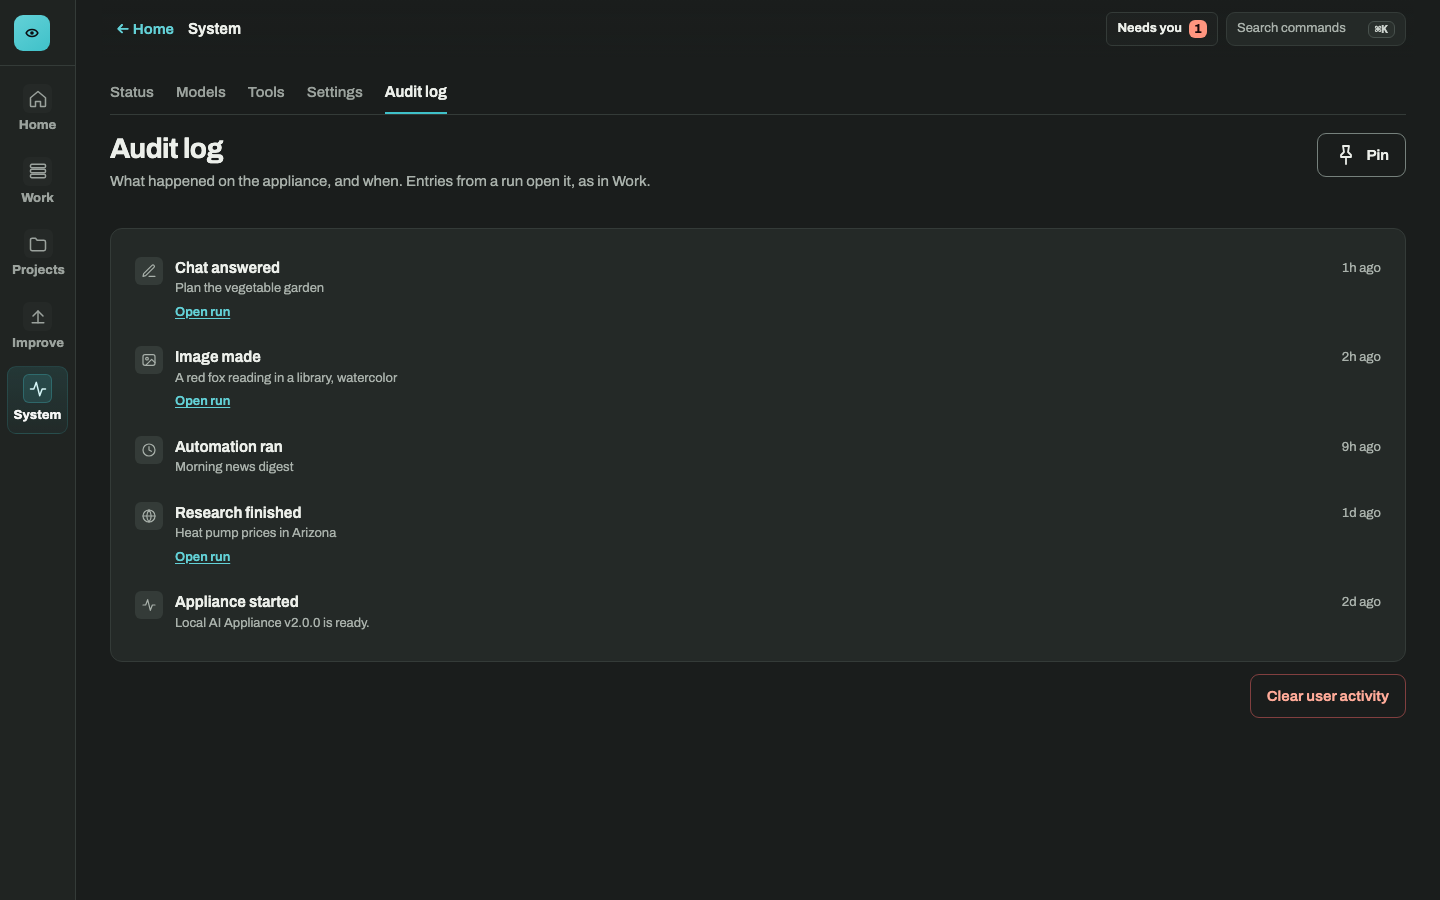 ← Home System
Needs you 1
Search commands ⌘K
Home
Work
Projects
Improve
System
Status Models Tools Settings Audit log
Audit log
What happened on the appliance, and when. Entries from a run open it, as in Work.
Pin
Chat answered 1h ago
Plan the vegetable garden
Open run
Image made 2h ago
A red fox reading in a library, watercolor
Open run
Automation ran 9h ago
Morning news digest
Research finished 1d ago
Heat pump prices in Arizona
Open run
Appliance started 2d ago
Local AI Appliance v2.0.0 is ready.
Clear user activity